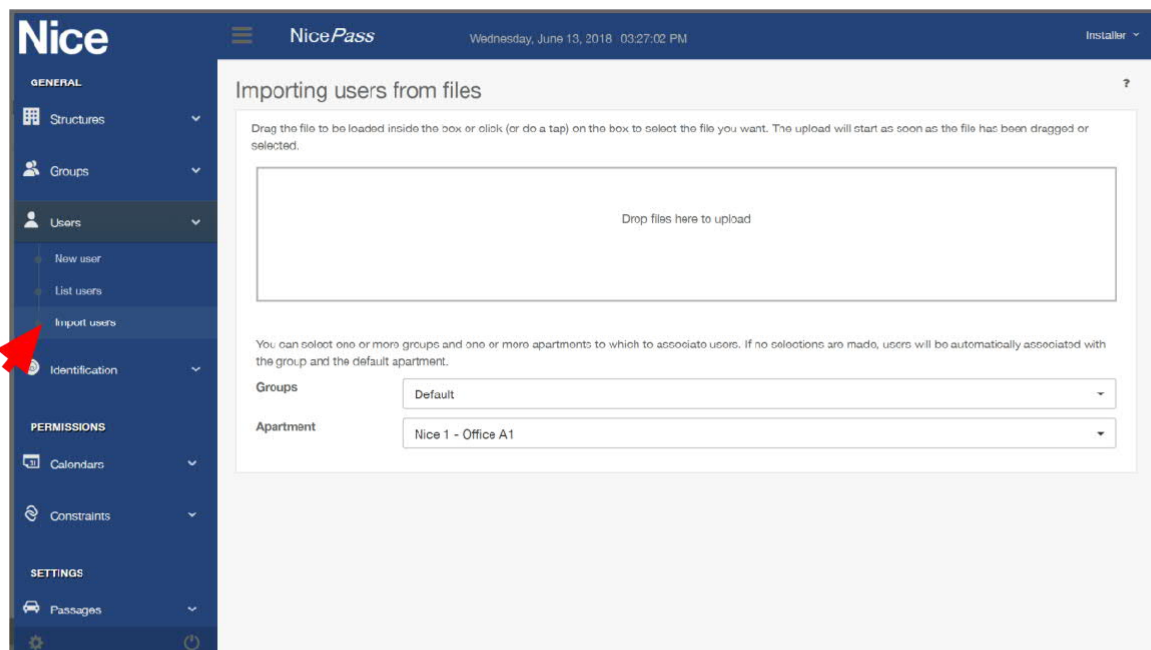 Nice
NicePass
Wednesday, June 13, 2018 03:27:02 PM
Installer
GENERAL
Structures
Groups
Users
New user
List users
Import users
Identification
PERMISSIONS
Calendars
Constraints
SETTINGS
Passages
Importing users from files
?
Drag the file to be loaded inside the box or click (or do a tap) on the box to select the file you want. The upload will start as soon as the file has been dragged or
selected.
Drop files here to upload
You can select one or more groups and one or more apartments to which to associate users. If no selections are made, users will be automatically associated with
the group and the default apartment.
Groups
Default
Apartment
Nice 1 - Office A1